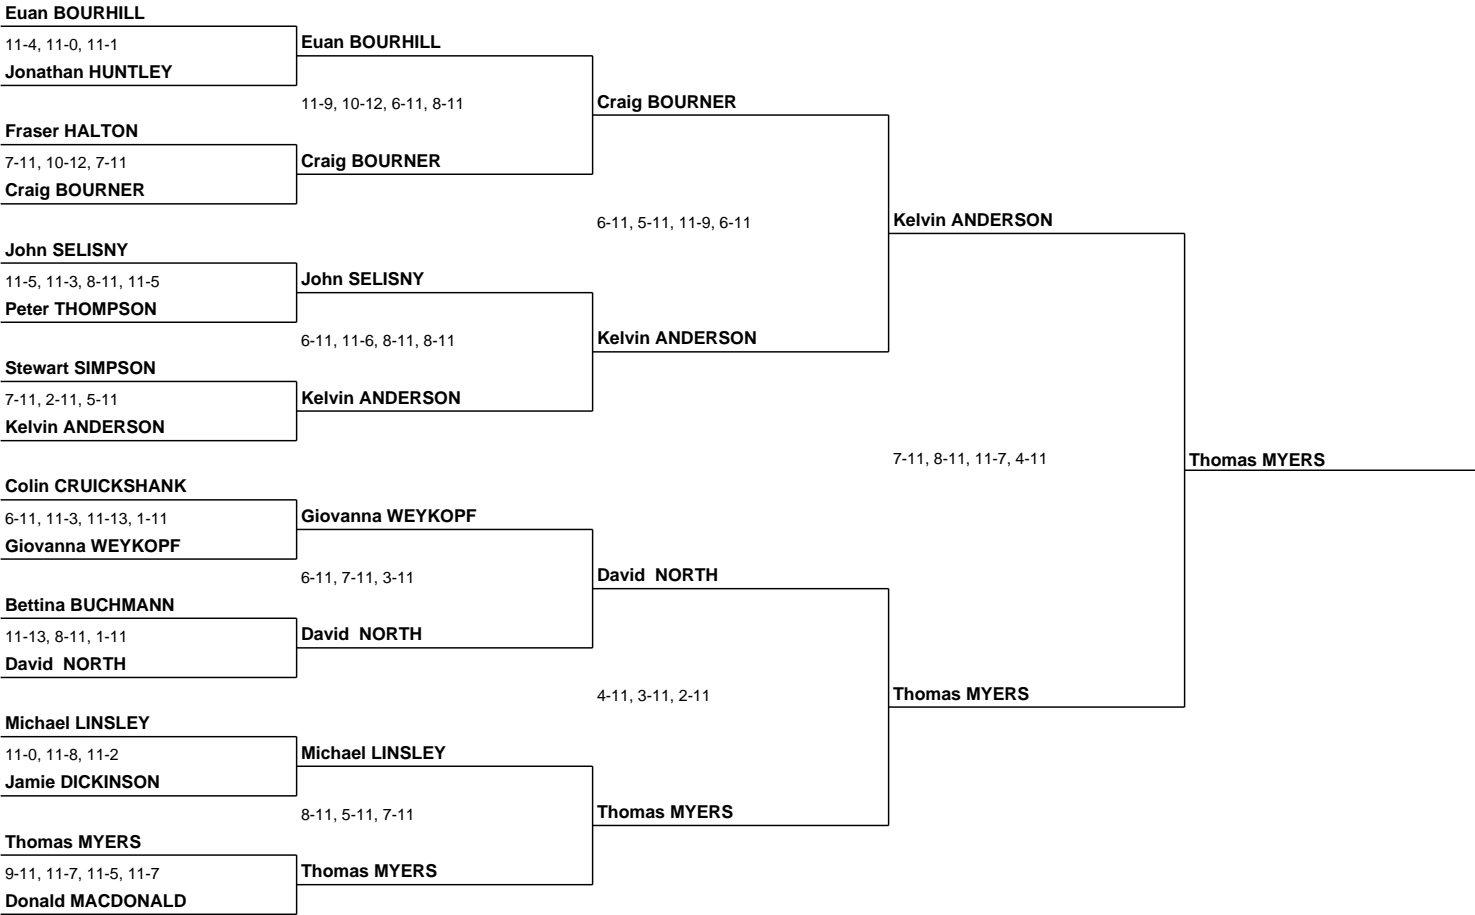 Euan BOURHILL
11-4, 11-0, 11-1
Jonathan HUNTLEY
Fraser HALTON
7-11, 10-12, 7-11
Craig BOURNER
John SELISNY
11-5, 11-3, 8-11, 11-5
Peter THOMPSON
Stewart SIMPSON
7-11, 2-11, 5-11
Kelvin ANDERSON
Colin CRUICKSHANK
6-11, 11-3, 11-13, 1-11
Giovanna WEYKOPF
Bettina BUCHMANN
11-13, 8-11, 1-11
David  NORTH
Michael LINSLEY
11-0, 11-8, 11-2
Jamie DICKINSON
Thomas MYERS
9-11, 11-7, 11-5, 11-7
Donald MACDONALD
Euan BOURHILL
11-9, 10-12, 6-11, 8-11
Craig BOURNER
John SELISNY
6-11, 11-6, 8-11, 8-11
Kelvin ANDERSON
Giovanna WEYKOPF
6-11, 7-11, 3-11
David  NORTH
Michael LINSLEY
8-11, 5-11, 7-11
Thomas MYERS
Craig BOURNER
6-11, 5-11, 11-9, 6-11
Kelvin ANDERSON
David  NORTH
4-11, 3-11, 2-11
Thomas MYERS
Kelvin ANDERSON
7-11, 8-11, 11-7, 4-11
Thomas MYERS
Thomas MYERS